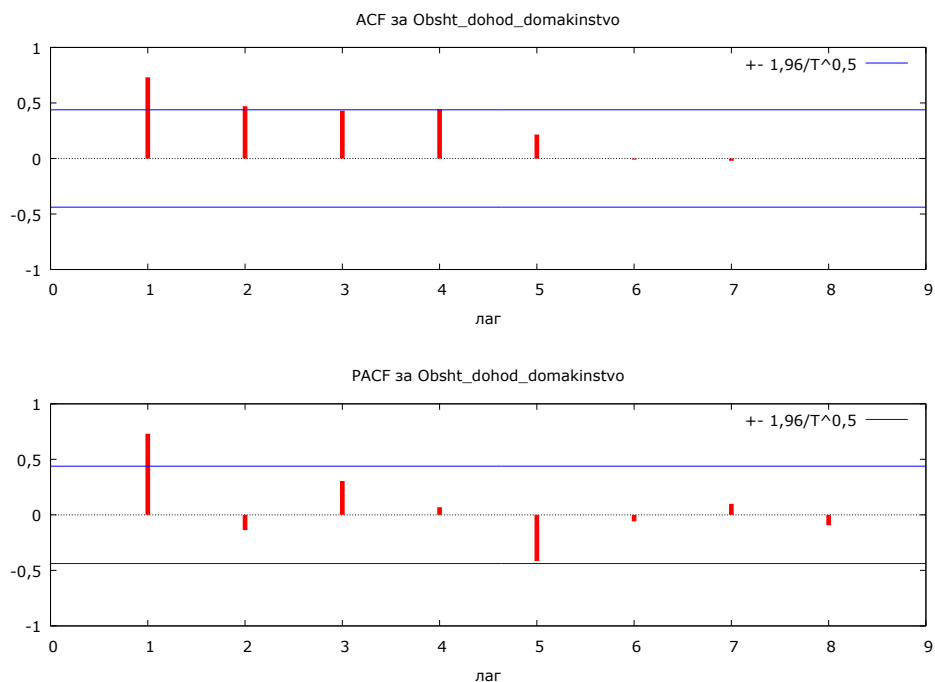 ACF за Obsht_dohod_domakinstvo
1
+- 1,96/T^0,5
0,5
0
-0,5
-1
0 1 2 3 4 5 6 7 8 9
лаг
PACF за Obsht_dohod_domakinstvo
1
+- 1,96/T^0,5
0,5
0
-0,5
-1
0 1 2 3 4 5 6 7 8 9
лаг